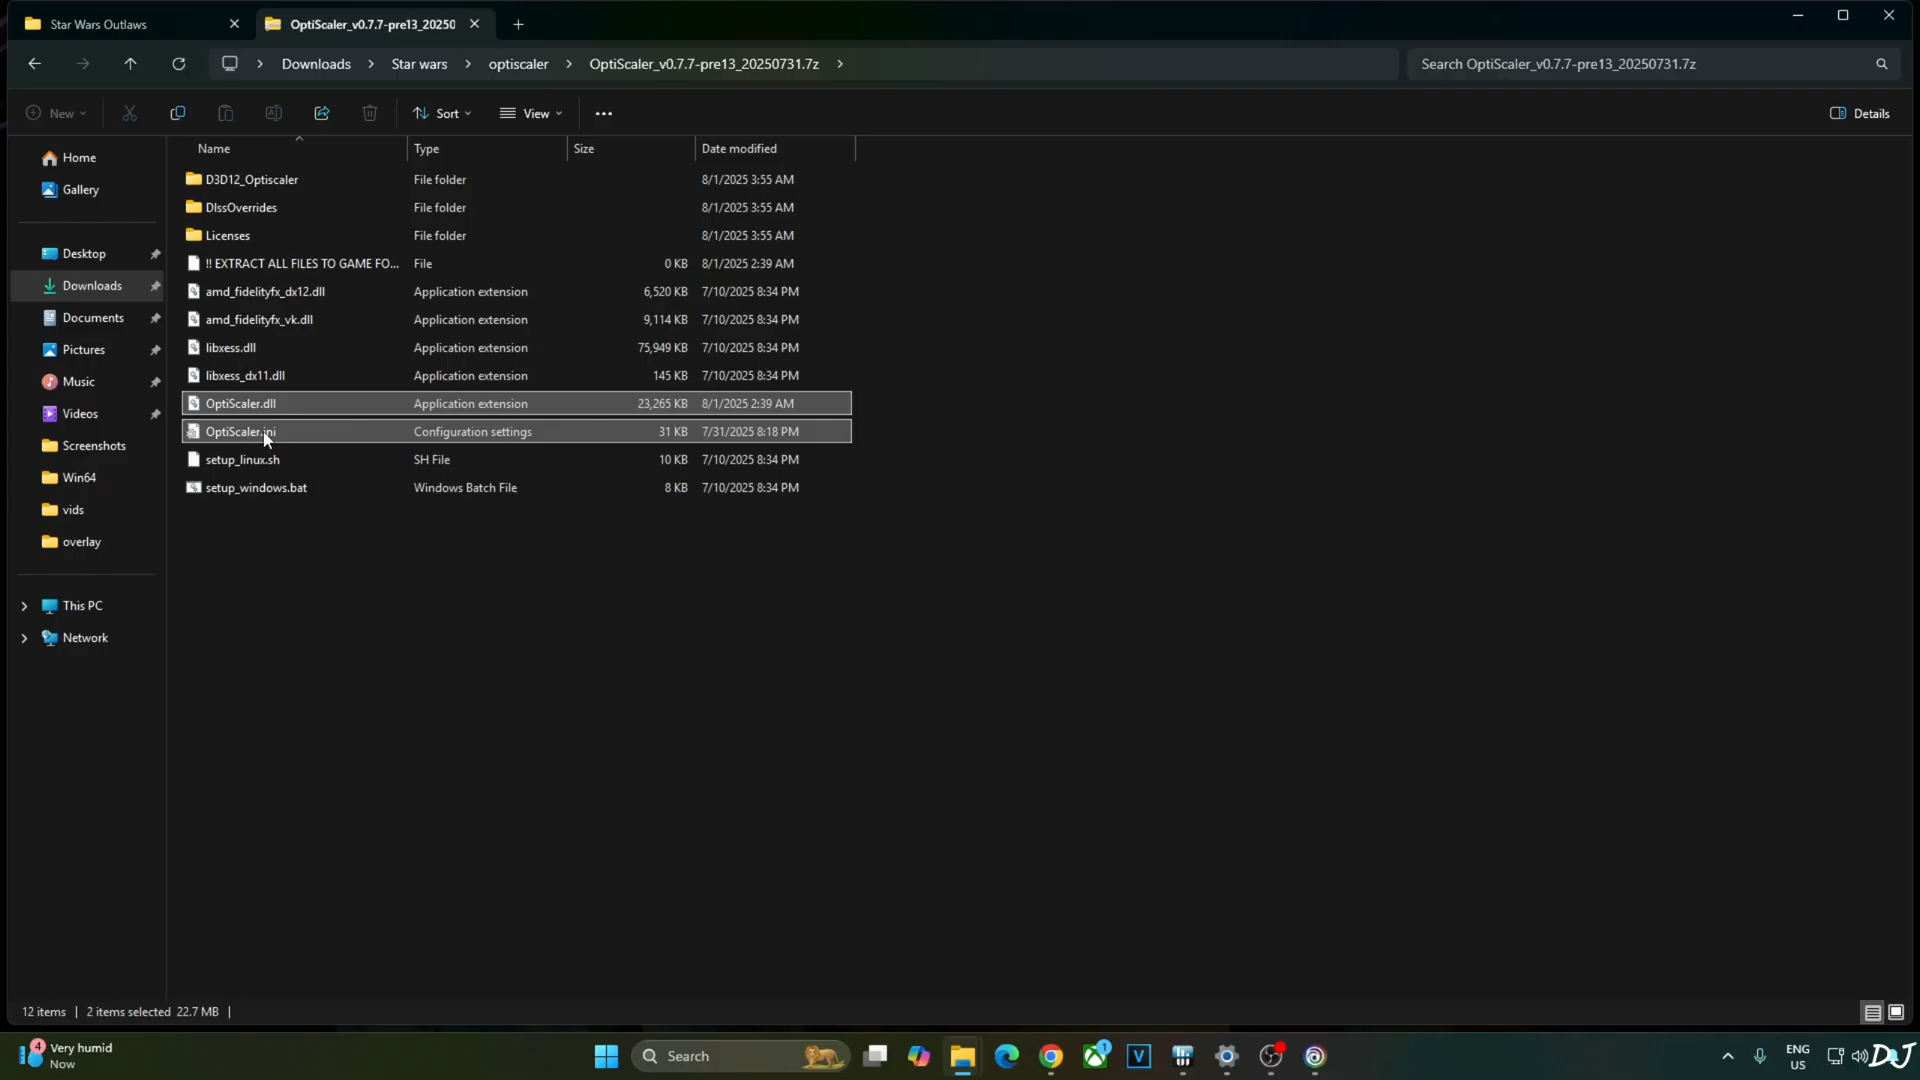 Star Wars Outlaws
OptiScaler_v0.7.7-pre13_20250
Downloads
Star wars
optiscaler
OptiScaler_v0.7.7-pre13_20250731.7z
Search OptiScaler_v0.7.7-pre13_20250731.7z
New
Sort
View
Details
Name Type Size Date modified
Home
Gallery
Desktop
Downloads
Documents
Pictures
Music
Videos
Screenshots
Win64
vids
overlay
This PC
Network
D3D12_Optiscaler File folder 8/1/2025 3:55 AM
DlssOverrides File folder 8/1/2025 3:55 AM
Licenses File folder 8/1/2025 3:55 AM
!! EXTRACT ALL FILES TO GAME FO... File 0 KB 8/1/2025 2:39 AM
amd_fidelityfx_dx12.dll Application extension 6,520 KB 7/10/2025 8:34 PM
amd_fidelityfx_vk.dll Application extension 9,114 KB 7/10/2025 8:34 PM
libxess.dll Application extension 75,949 KB 7/10/2025 8:34 PM
libxess_dx11.dll Application extension 145 KB 7/10/2025 8:34 PM
OptiScaler.dll Application extension 23,265 KB 8/1/2025 2:39 AM
OptiScaler.ini Configuration settings 31 KB 7/31/2025 8:18 PM
setup_linux.sh SH File 10 KB 7/10/2025 8:34 PM
setup_windows.bat Windows Batch File 8 KB 7/10/2025 8:34 PM
12 items 2 items selected 22.7 MB
4
Very humid
Now
Search
1
V
ENG
US
DJ